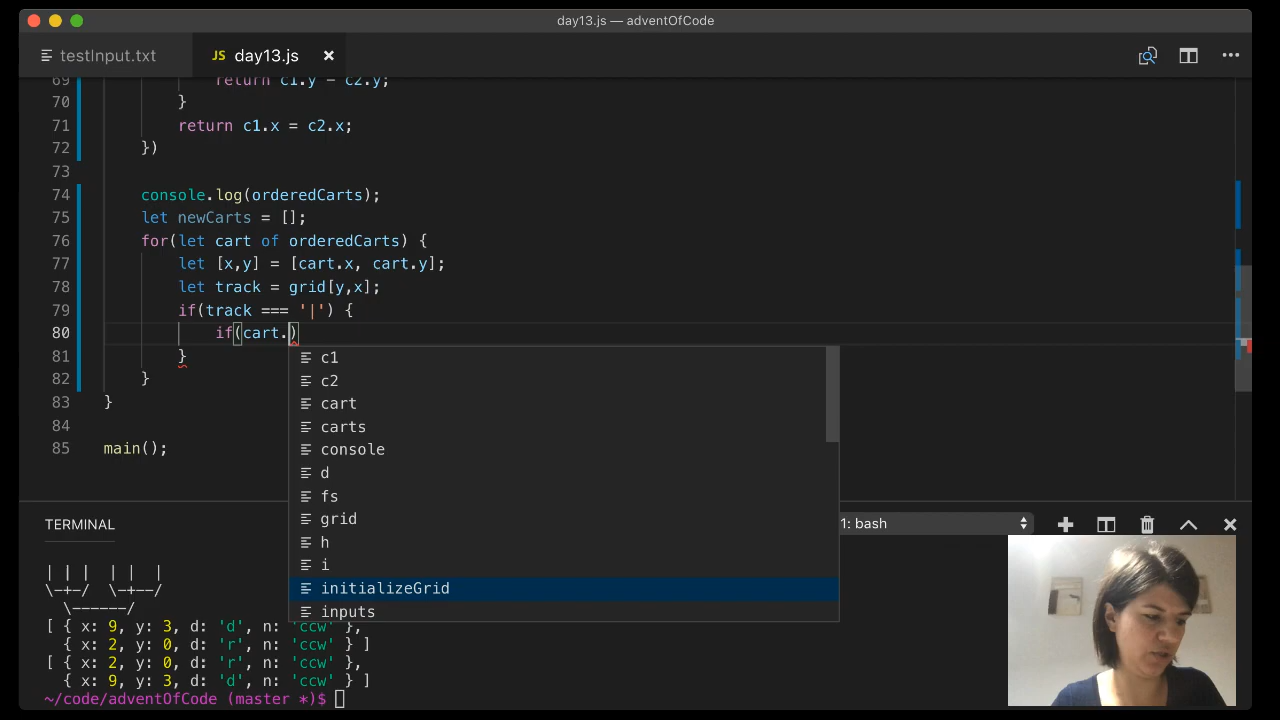 day13.js — adventOfCode
testInput.txt
JS day13.js ×
69 return c1.y - c2.y;
70 }
71 return c1.x = c2.x;
72 })
73
74 console.log(orderedCarts);
75 let newCarts = [];
76 for(let cart of orderedCarts) {
77 let [x,y] = [cart.x, cart.y];
78 let track = grid[y,x];
79 if(track === '|') {
80 if(cart.)
81 }
82 }
83 }
84
85 main();
c1
c2
cart
carts
console
d
fs
grid
h
i
initializeGrid
inputs
TERMINAL
1: bash
| | |  | |  |
\-+-/  \-+--/
\------/
[ { x: 9, y: 3, d: 'd', n: 'ccw' },
{ x: 2, y: 0, d: 'r', n: 'ccw' } ]
[ { x: 2, y: 0, d: 'r', n: 'ccw' },
{ x: 9, y: 3, d: 'd', n: 'ccw' } ]
~/code/adventOfCode (master *)$